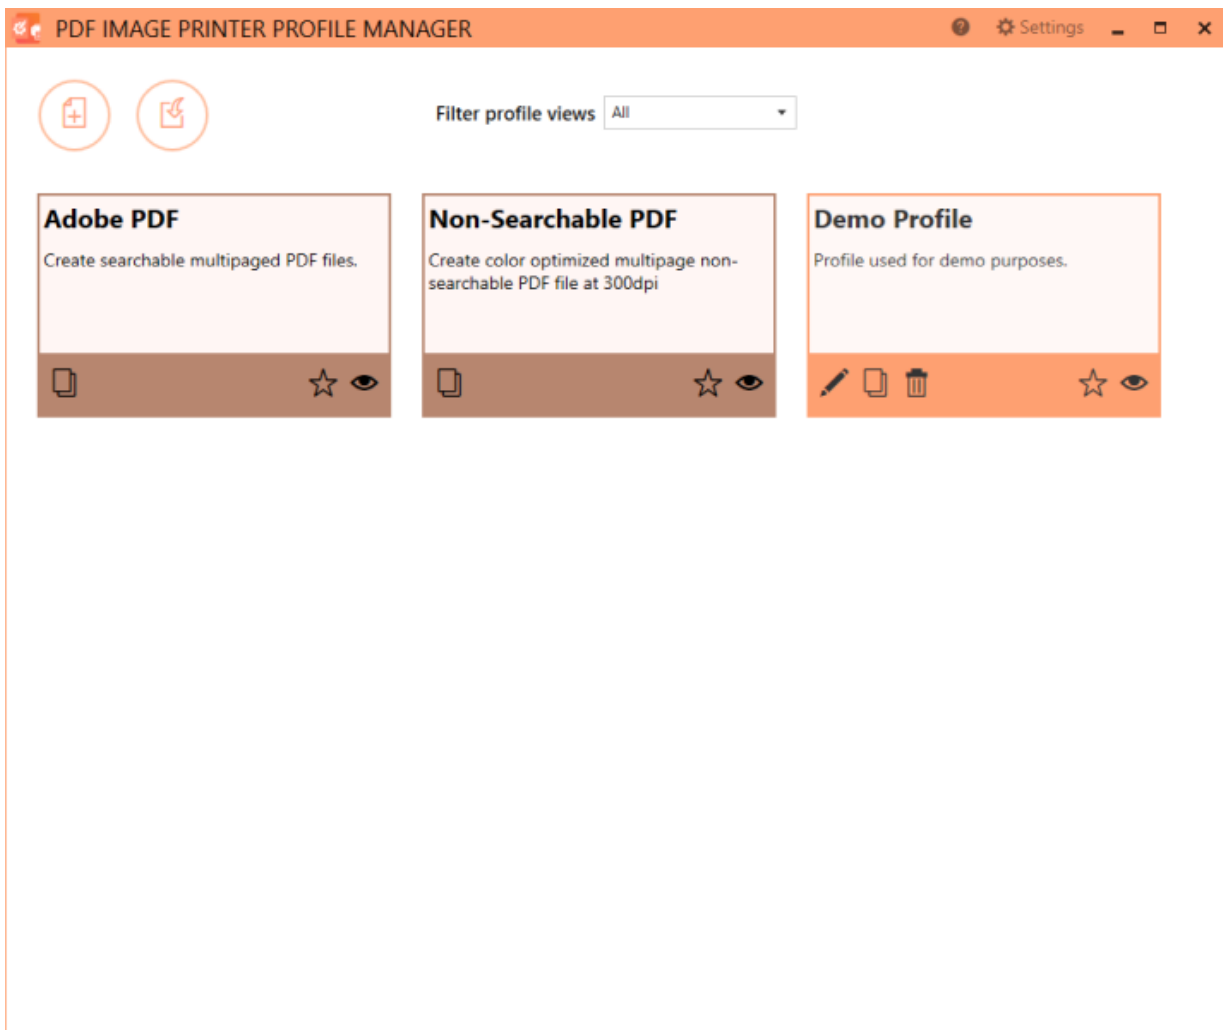 PDF IMAGE PRINTER PROFILE MANAGER
Settings
Filter profile views
All
Adobe PDF
Create searchable multipaged PDF files.
Non-Searchable PDF
Create color optimized multipage non-
searchable PDF file at 300dpi
Demo Profile
Profile used for demo purposes.